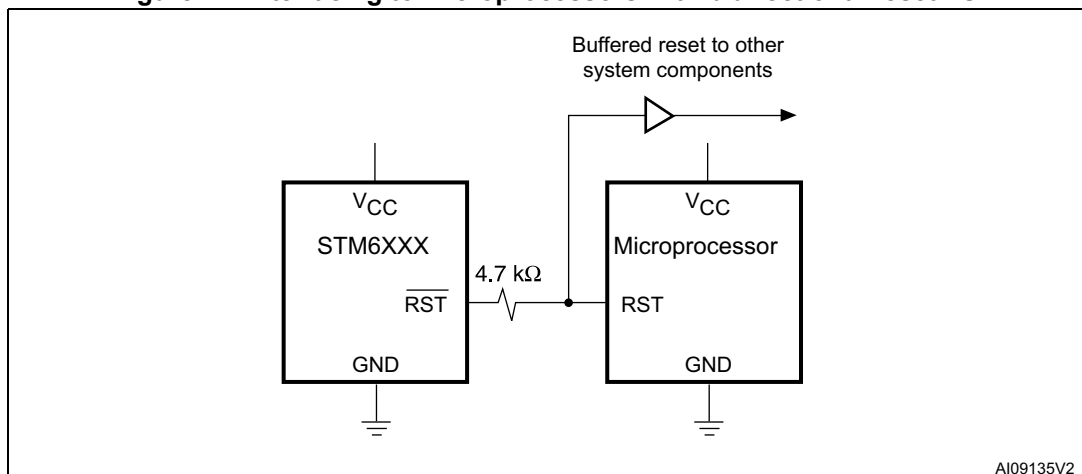 Buffered reset to other
system components
VCC
STM6XXX
4.7 kΩ
RST
GND
VCC
Microprocessor
RST
GND
AI09135V2